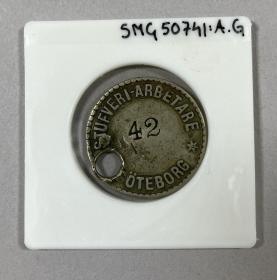 SMG 50741:A.G
STUFVERI-ARBETARE
42
ÖTEBORG